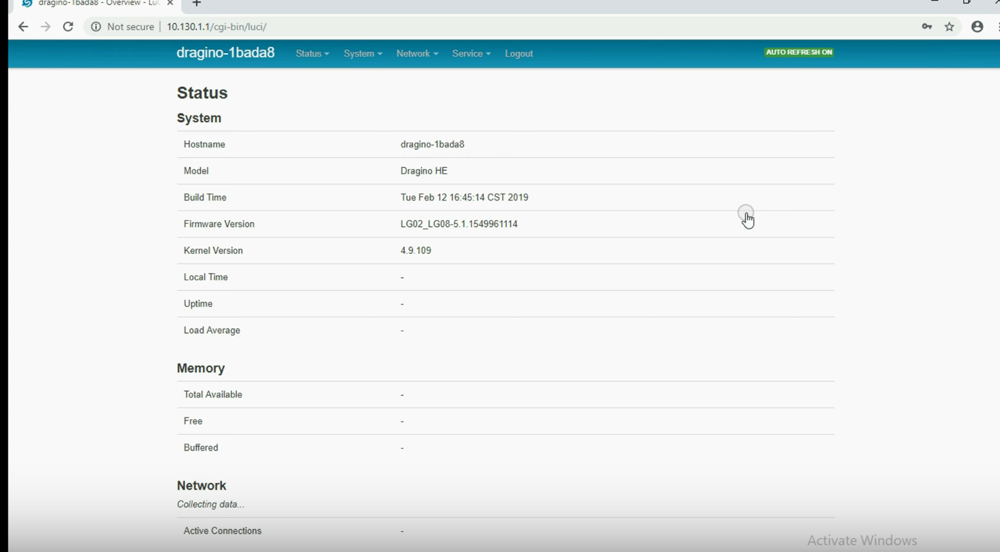 dragino-1bada8 - Overview - LuC
Not secure | 10.130.1.1/cgi-bin/luci/
dragino-1bada8 Status System Network Service Logout AUTO REFRESH ON
Status
System
Hostname dragino-1bada8
Model Dragino HE
Build Time Tue Feb 12 16:45:14 CST 2019
Firmware Version LG02_LG08-5.1.1549961114
Kernel Version 4.9.109
Local Time -
Uptime -
Load Average -
Memory
Total Available -
Free -
Buffered -
Network
Collecting data...
Active Connections -
Activate Windows